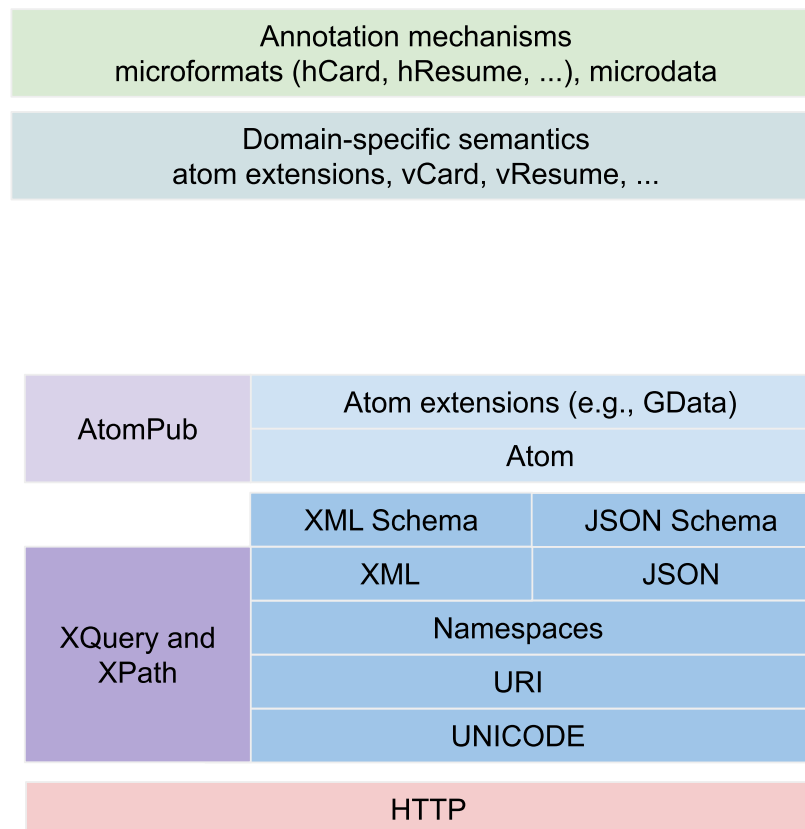 Annotation mechanisms
microformats (hCard, hResume, ...), microdata
Domain-specific semantics
atom extensions, vCard, vResume, ...
AtomPub
Atom extensions (e.g., GData)
Atom
XML Schema
JSON Schema
XQuery and
XPath
XML
JSON
Namespaces
URI
UNICODE
HTTP